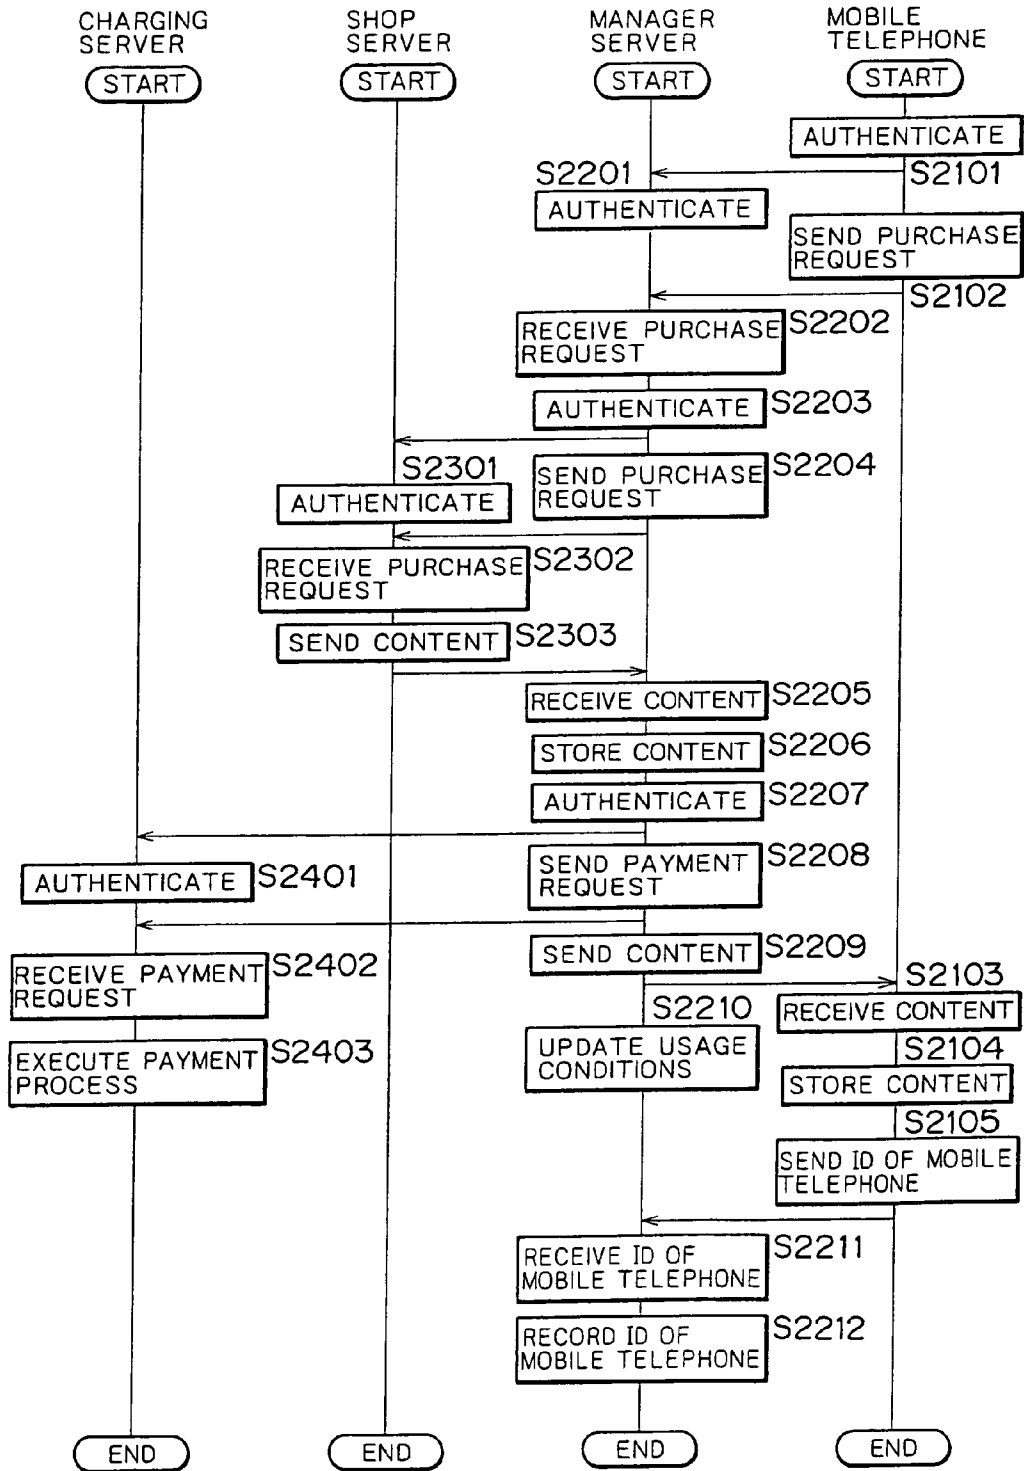 CHARGING
SERVER
SHOP
SERVER
MANAGER
SERVER
MOBILE
TELEPHONE
START
START
START
START
AUTHENTICATE
S2101
S2201
AUTHENTICATE
SEND PURCHASE
REQUEST
S2102
RECEIVE PURCHASE
REQUEST
S2202
AUTHENTICATE
S2203
S2301
AUTHENTICATE
SEND PURCHASE
REQUEST
S2204
RECEIVE PURCHASE
REQUEST
S2302
SEND CONTENT
S2303
RECEIVE CONTENT
S2205
STORE CONTENT
S2206
AUTHENTICATE
S2207
AUTHENTICATE
S2401
SEND PAYMENT
REQUEST
S2208
RECEIVE PAYMENT
REQUEST
S2402
SEND CONTENT
S2209
S2103
RECEIVE CONTENT
S2210
UPDATE USAGE
CONDITIONS
EXECUTE PAYMENT
PROCESS
S2403
S2104
STORE CONTENT
S2105
SEND ID OF MOBILE
TELEPHONE
RECEIVE ID OF
MOBILE TELEPHONE
S2211
RECORD ID OF
MOBILE TELEPHONE
S2212
END
END
END
END